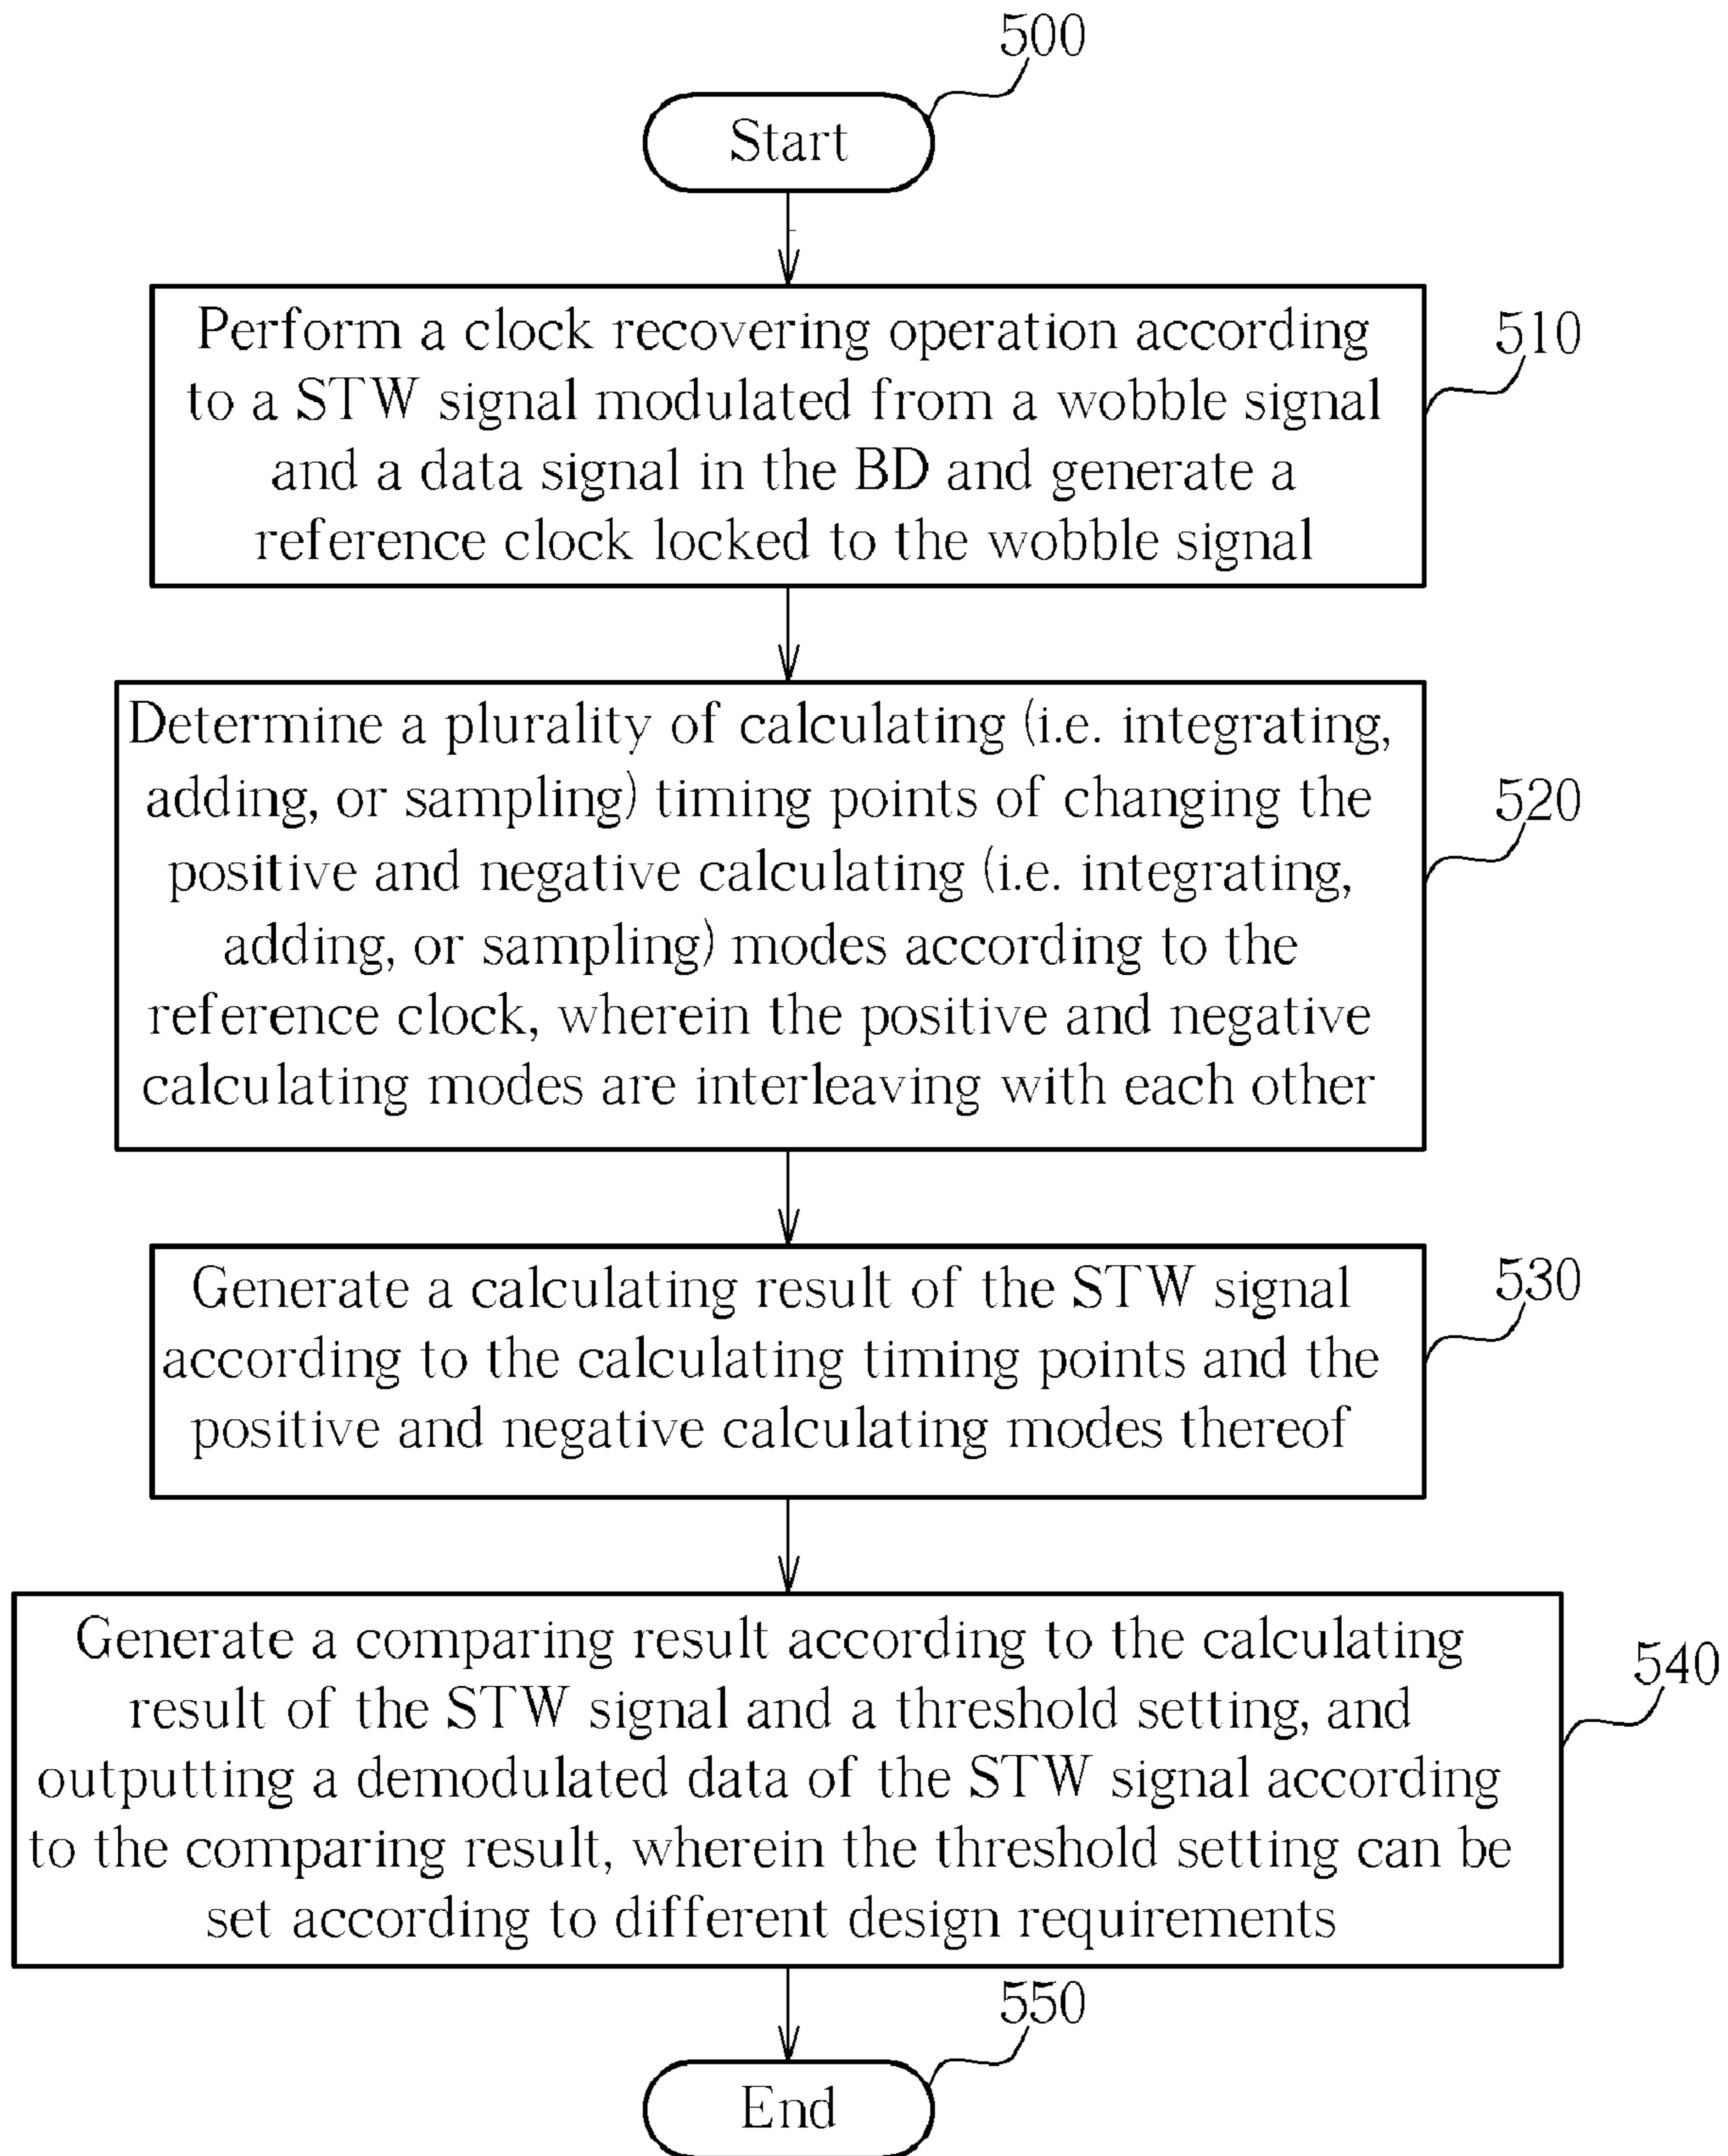 500
Start
Perform a clock recovering operation according
to a STW signal modulated from a wobble signal
and a data signal in the BD and generate a
reference clock locked to the wobble signal
510
Determine a plurality of calculating (i.e. integrating,
adding, or sampling) timing points of changing the
positive and negative calculating (i.e. integrating,
adding, or sampling) modes according to the
reference clock, wherein the positive and negative
calculating modes are interleaving with each other
520
Generate a calculating result of the STW signal
according to the calculating timing points and the
positive and negative calculating modes thereof
530
Generate a comparing result according to the calculating
result of the STW signal and a threshold setting, and
outputting a demodulated data of the STW signal according
to the comparing result, wherein the threshold setting can be
set according to different design requirements
540
550
End